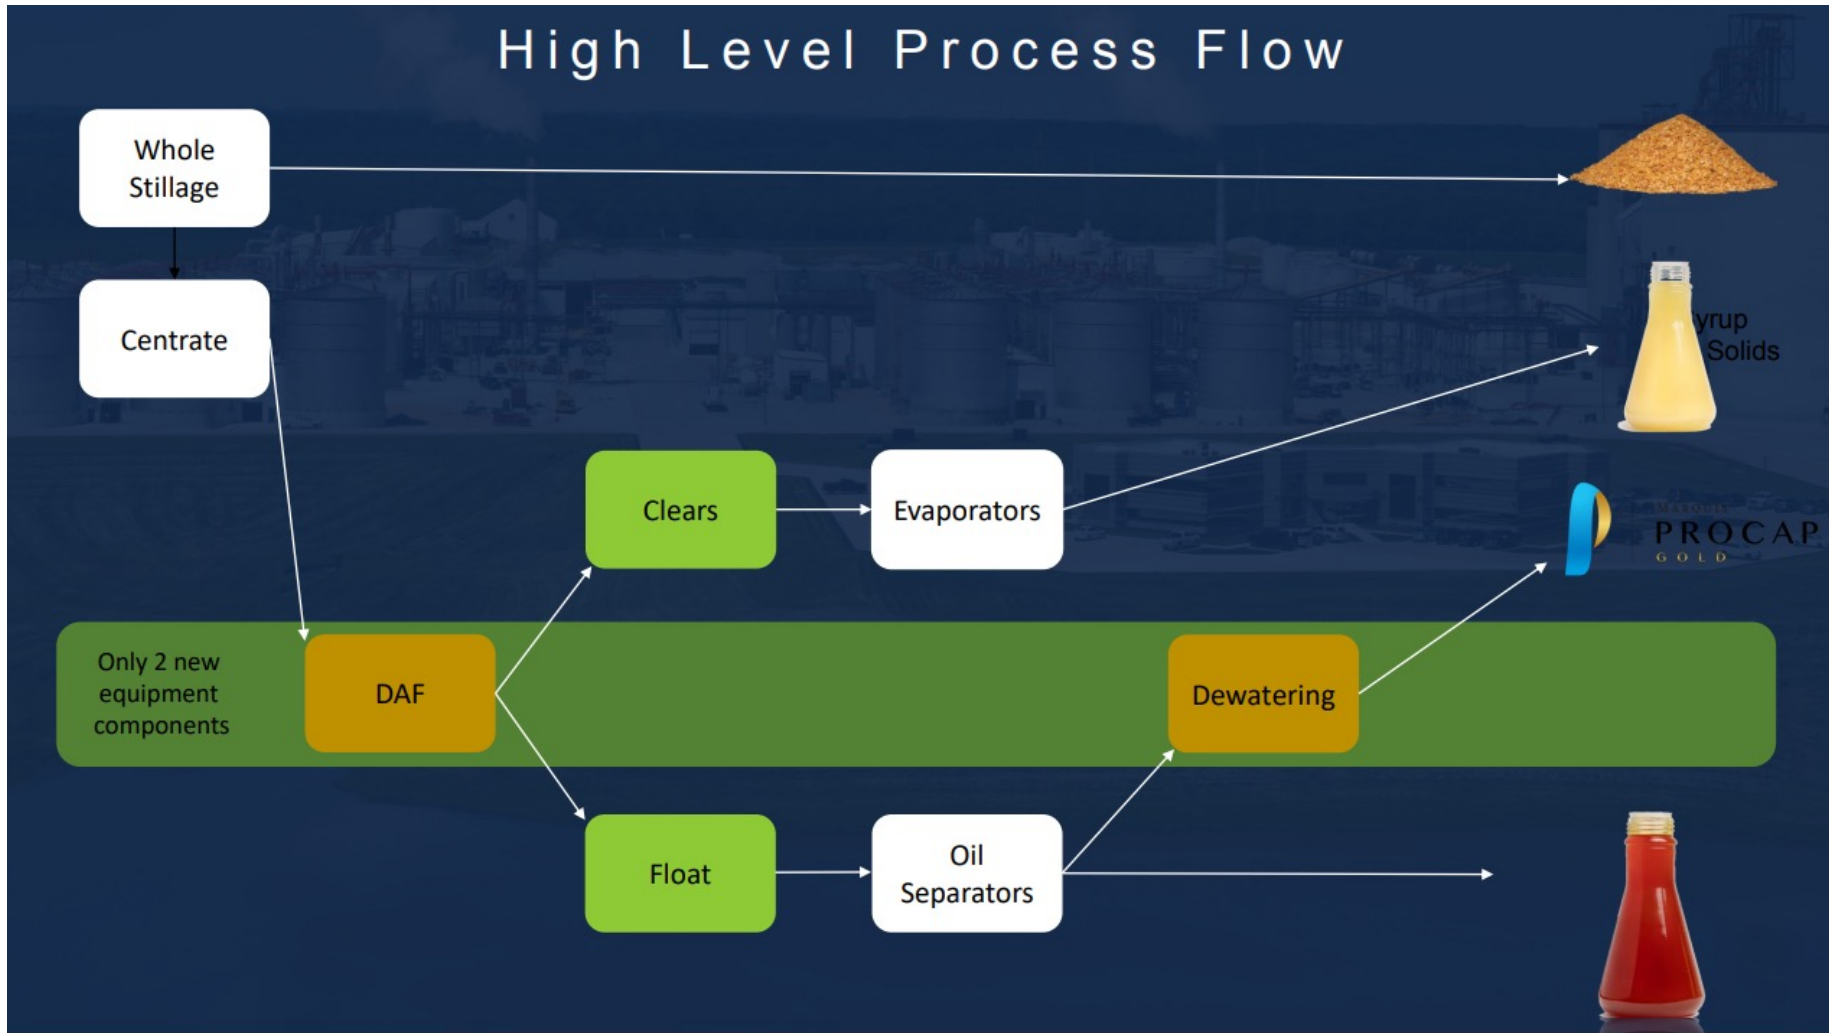 High Level Process Flow
Whole
Stillage
Centrate
yrup
Solids
Clears
Evaporators
MARQUIS
PROCAP
GOLD
Only 2 new
equipment
components
DAF
Dewatering
Float
Oil
Separators